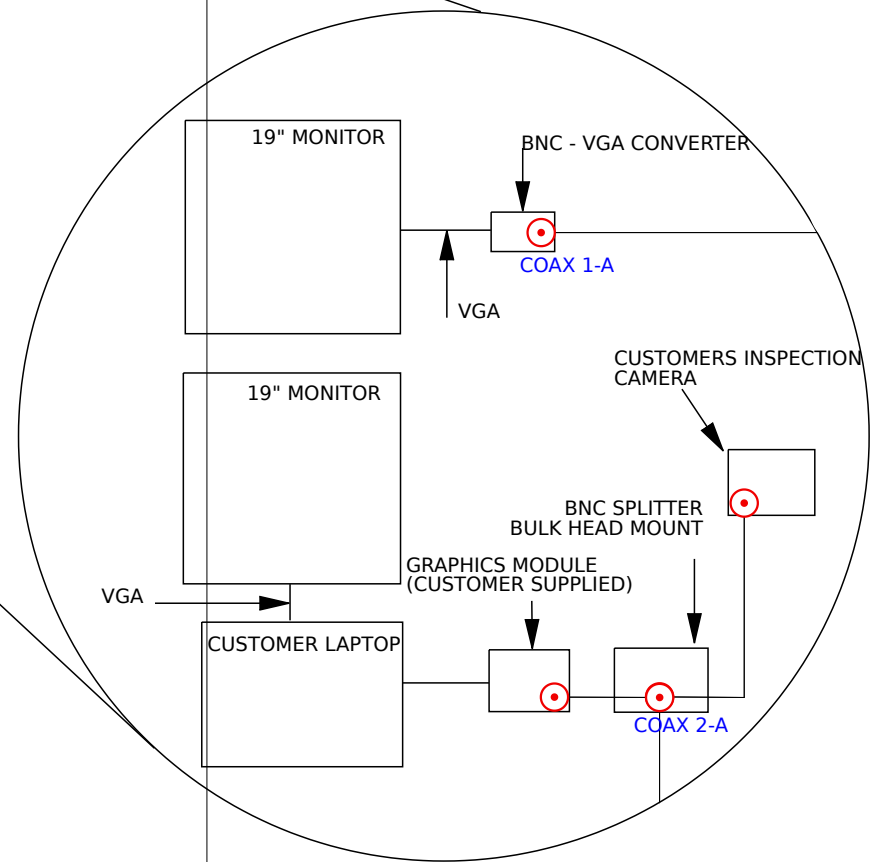 19" MONITOR
BNC - VGA CONVERTER
COAX 1-A
VGA
CUSTOMERS INSPECTION
CAMERA
19" MONITOR
BNC SPLITTER
BULK HEAD MOUNT
GRAPHICS MODULE
(CUSTOMER SUPPLIED)
VGA
CUSTOMER LAPTOP
COAX 2-A